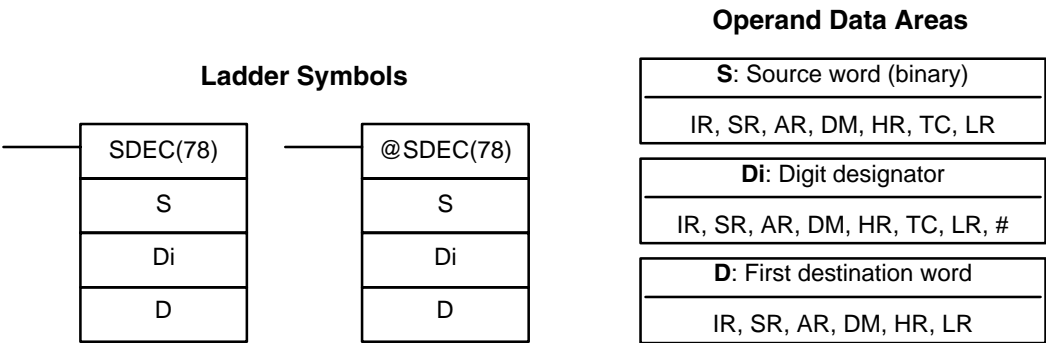 Ladder Symbols
SDEC(78)
S
Di
D
@SDEC(78)
S
Di
D
Operand Data Areas
S: Source word (binary)
IR, SR, AR, DM, HR, TC, LR
Di: Digit designator
IR, SR, AR, DM, HR, TC, LR, #
D: First destination word
IR, SR, AR, DM, HR, LR